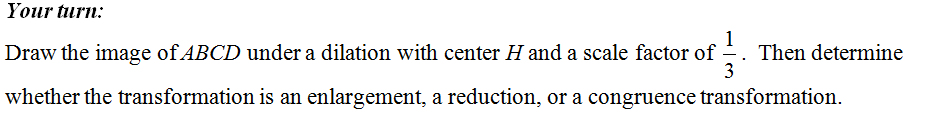 Your turn:
Draw the image of ABCD under a dilation with center H and a scale factor of 1/3. Then determine
whether the transformation is an enlargement, a reduction, or a congruence transformation.